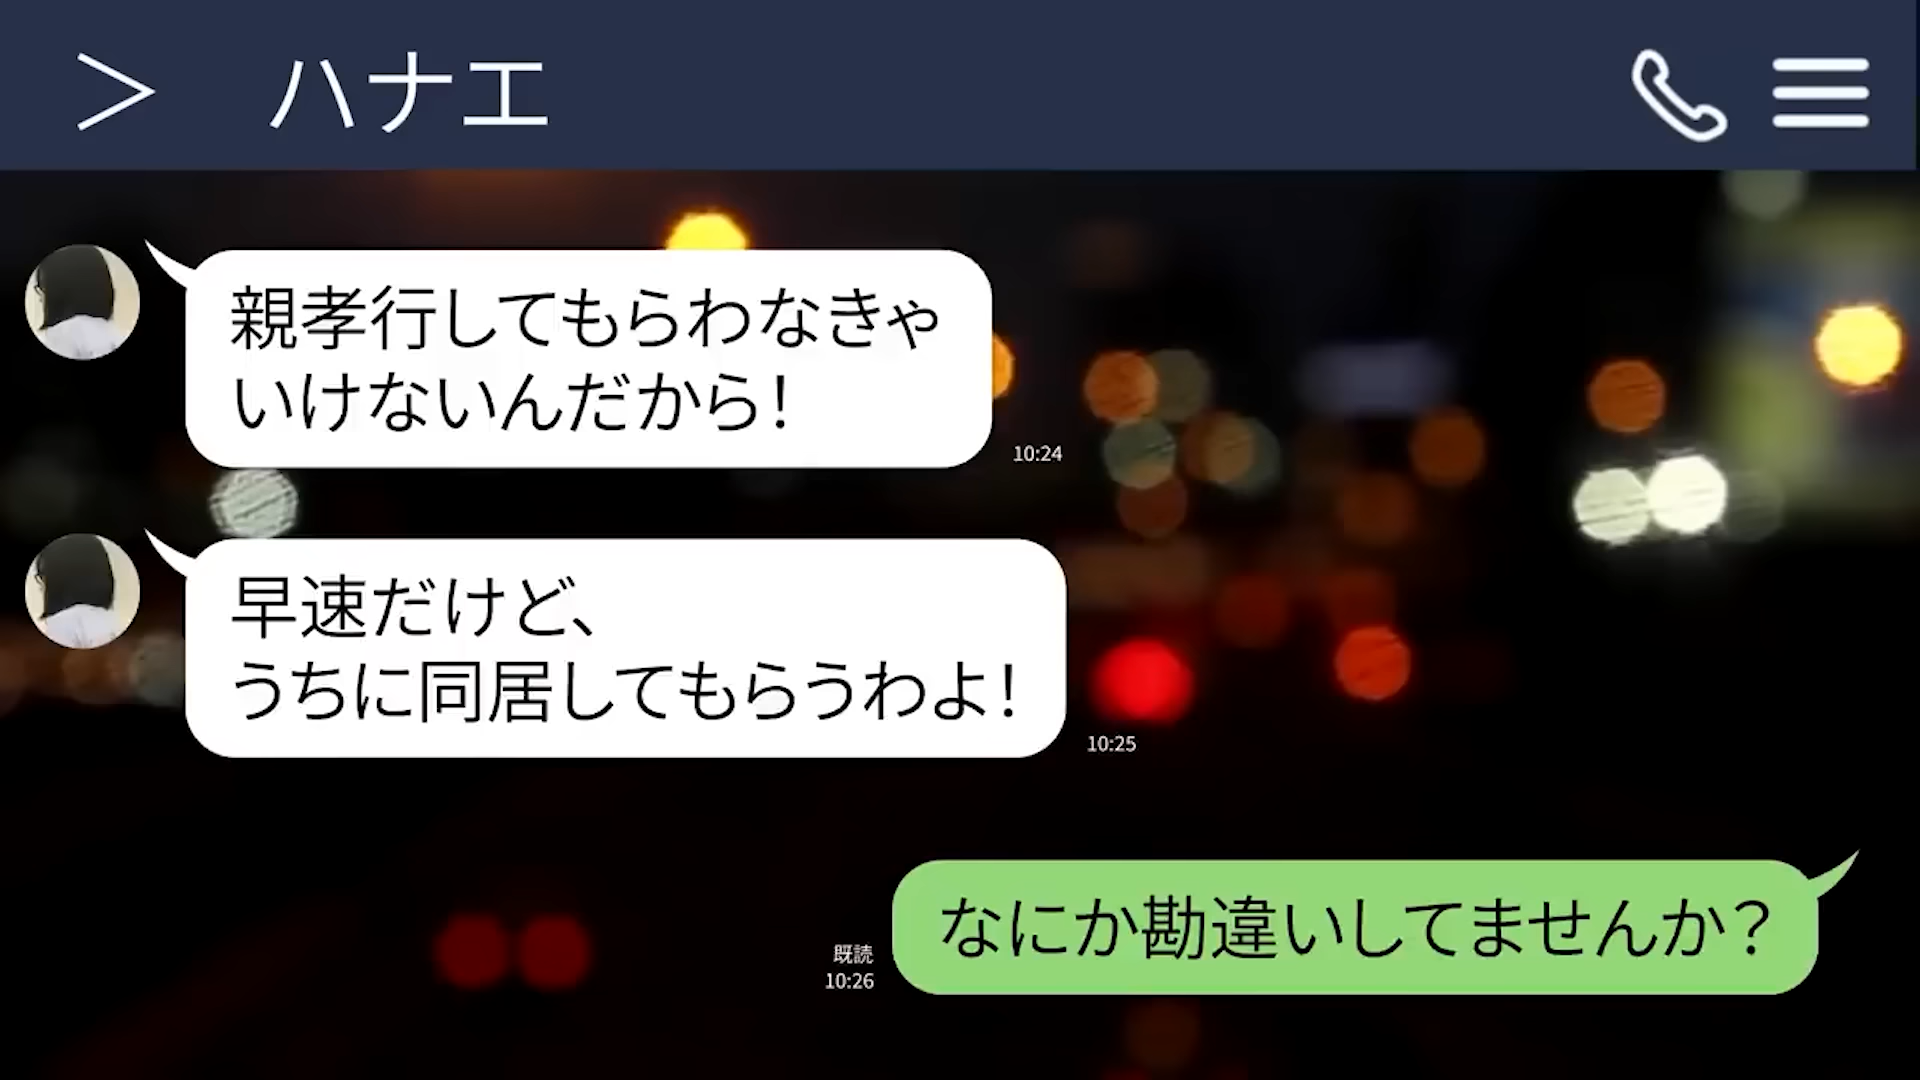 ＞ ハナエ
親孝行してもらわなきゃ
いけないんだから！
10:24
早速だけど、
うちに同居してもらうわよ！
10:25
なにか勘違いしてませんか？
既読
10:26